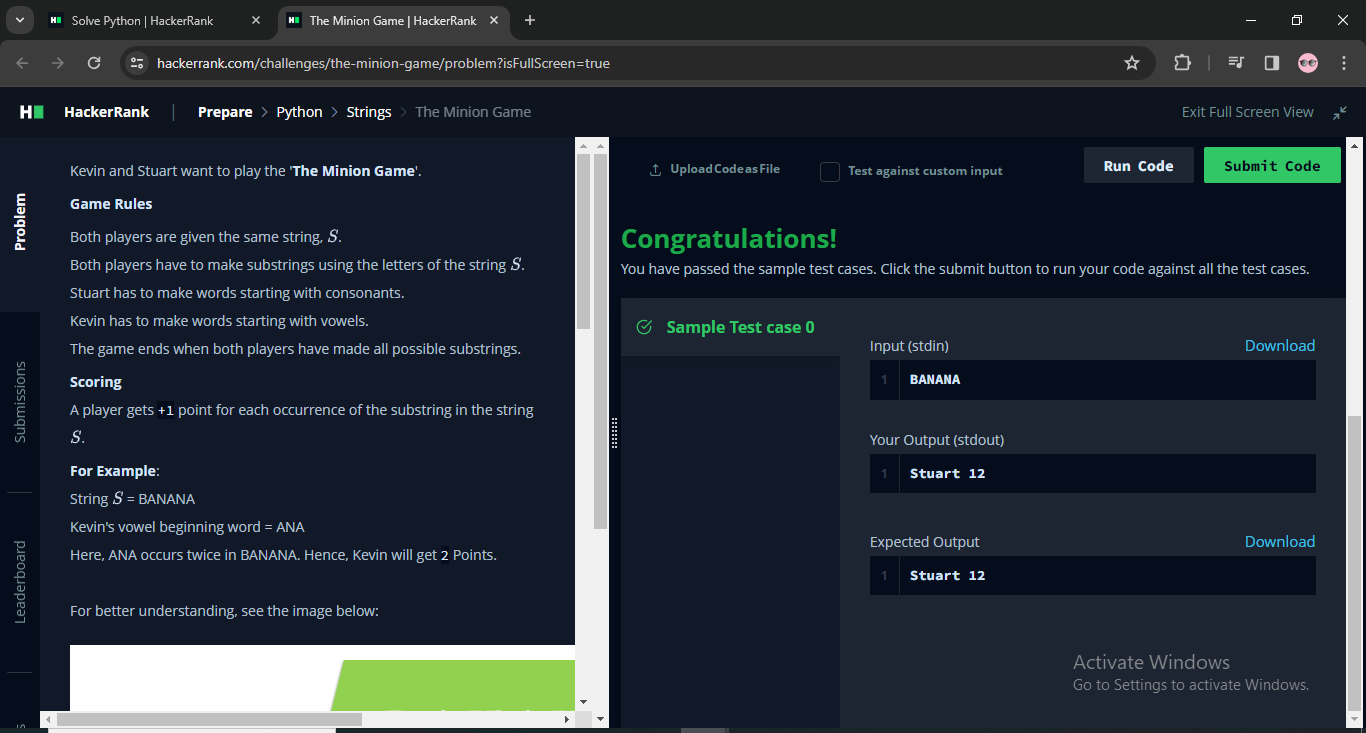 Solve Python | HackerRank
The Minion Game | HackerRank
hackerrank.com/challenges/the-minion-game/problem?isFullScreen=true
HackerRank
Prepare > Python > Strings > The Minion Game
Exit Full Screen View
Problem
Submissions
Leaderboard
Kevin and Stuart want to play the 'The Minion Game'.
Game Rules
Both players are given the same string, S.
Both players have to make substrings using the letters of the string S.
Stuart has to make words starting with consonants.
Kevin has to make words starting with vowels.
The game ends when both players have made all possible substrings.
Scoring
A player gets +1 point for each occurrence of the substring in the string
S.
For Example:
String S = BANANA
Kevin's vowel beginning word = ANA
Here, ANA occurs twice in BANANA. Hence, Kevin will get 2 Points.
For better understanding, see the image below:
Upload Code as File
Test against custom input
Run Code
Submit Code
Congratulations!
You have passed the sample test cases. Click the submit button to run your code against all the test cases.
Sample Test case 0
Input (stdin)
Download
1 BANANA
Your Output (stdout)
1 Stuart 12
Expected Output
Download
1 Stuart 12
Activate Windows
Go to Settings to activate Windows.